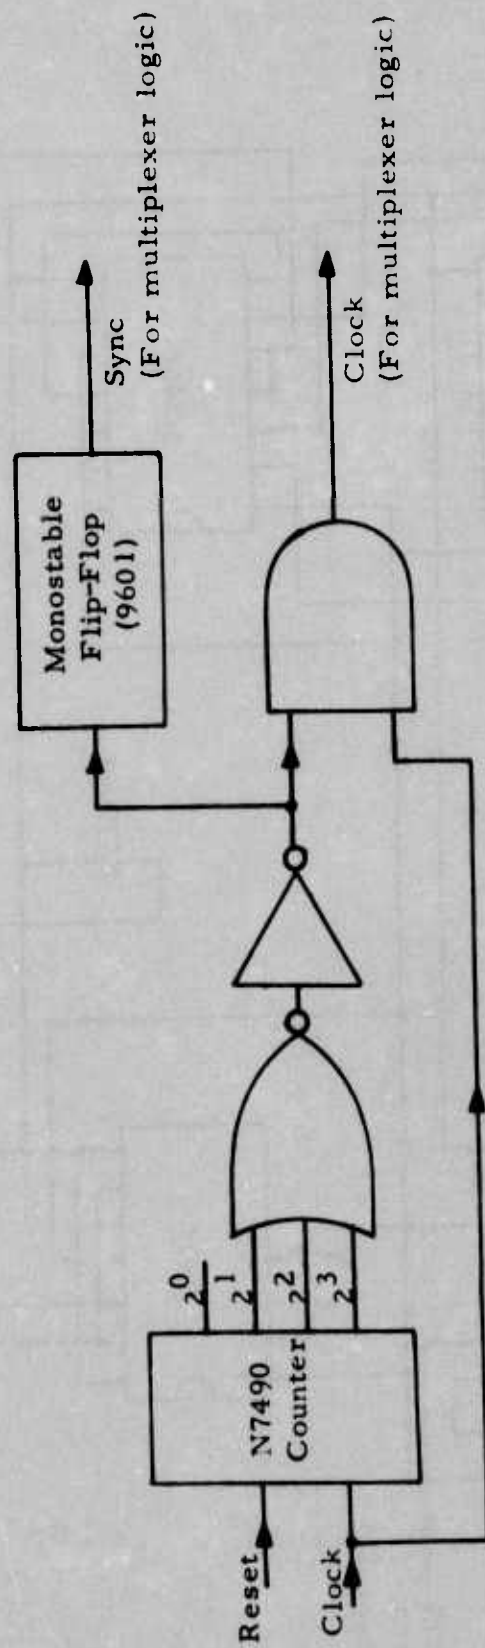 Reset
Clock
N7490
Counter
2^0
2^1
2^2
2^3
Monostable
Flip-Flop
(9601)
Sync
(For multiplexer logic)
Clock
(For multiplexer logic)